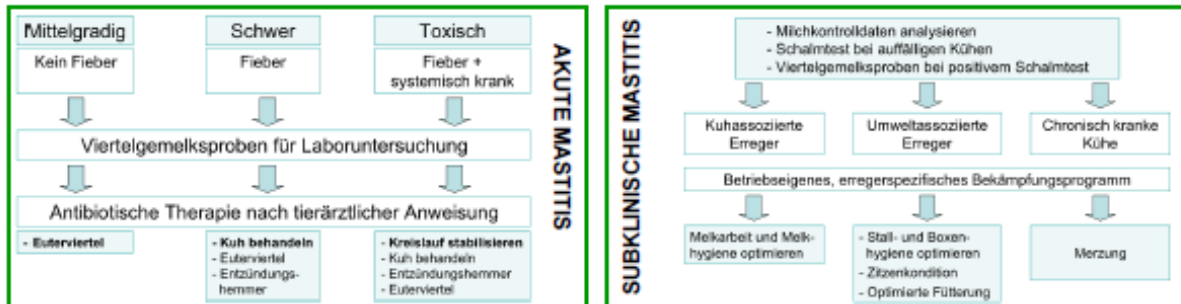 Mittelgradig
Schwer
Toxisch
Kein Fieber
Fieber
Fieber +
systemisch krank
Viertelgemelksproben für Laboruntersuchung
Antibiotische Therapie nach tierärztlicher Anweisung
- Euterviertel
- Kuh behandeln
- Euterviertel
- Entzündungs-
hemmer
- Kreislauf stabilisieren
- Kuh behandeln
- Entzündungshemmer
- Euterviertel
AKUTE MASTITIS
SUBKLINISCHE MASTITIS
- Milchkontrolldaten analysieren
- Schalmtest bei auffälligen Kühen
- Viertelgemelksproben bei positivem Schalmtest
Kuhassoziierte
Erreger
Umweltassoziierte
Erreger
Chronisch kranke
Kühe
Betriebseigenes, erregerspezifisches Bekämpfungsprogramm
Melkarbeit und Melk-
hygiene optimieren
- Stall- und Boxen-
hygiene optimieren
- Zitzenkondition
- Optimierte Fütterung
Merzung